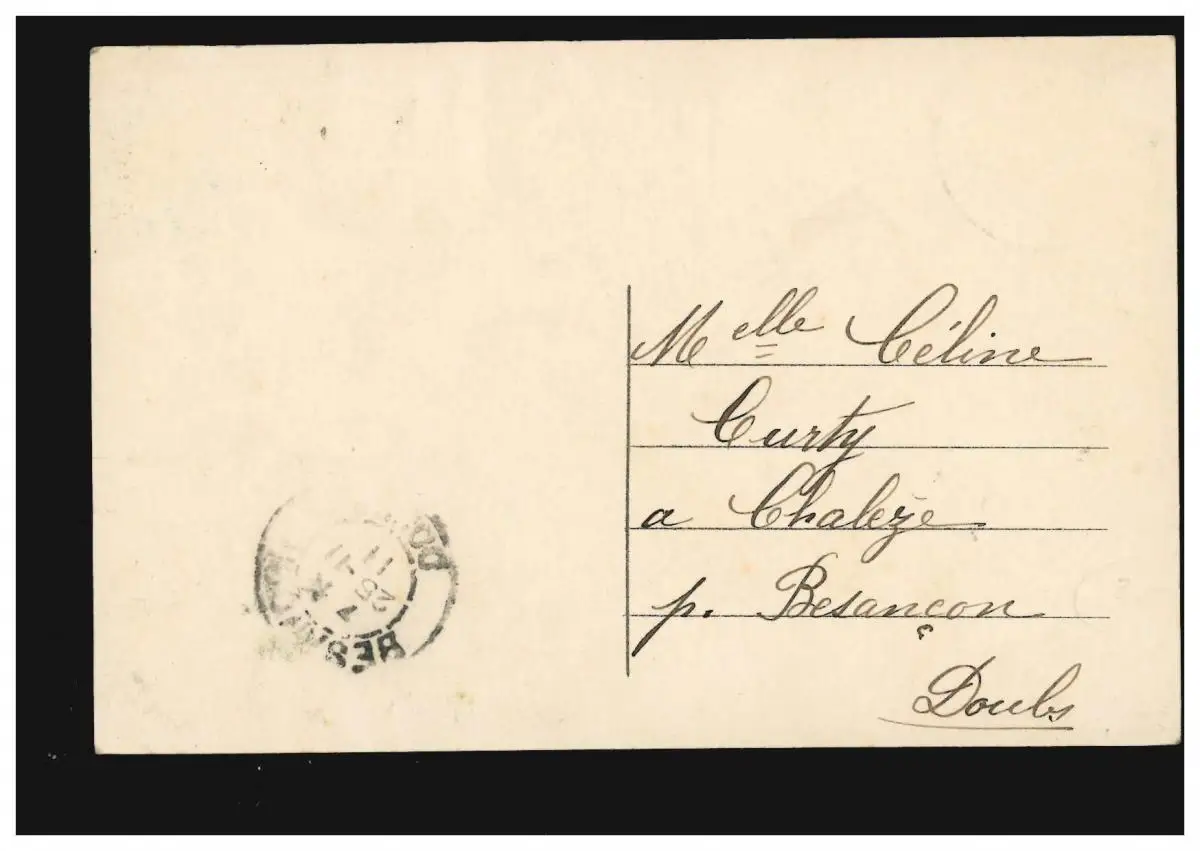 Melle Céline
Curty
a Chalèze
p. Besançon
Doubs